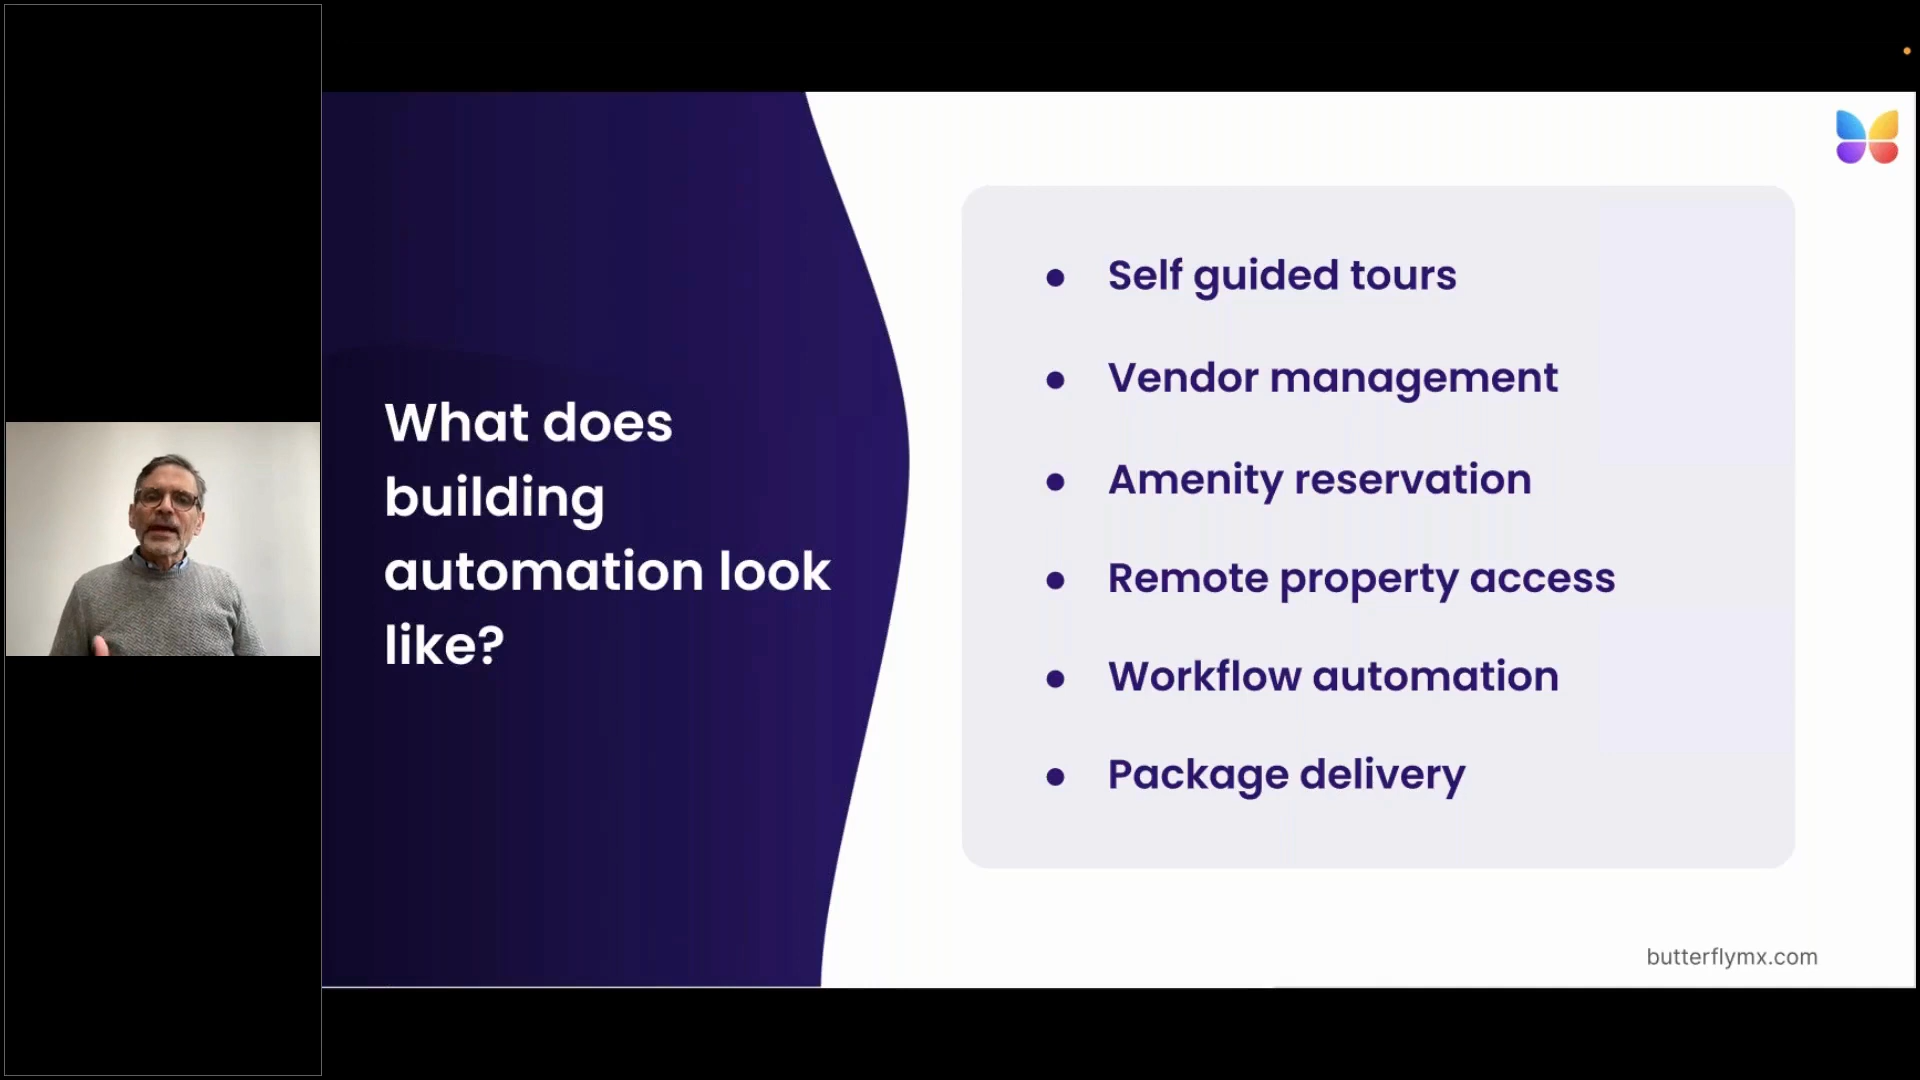 What does
building
automation look
like?
Self guided tours
Vendor management
Amenity reservation
Remote property access
Workflow automation
Package delivery
butterflymx.com